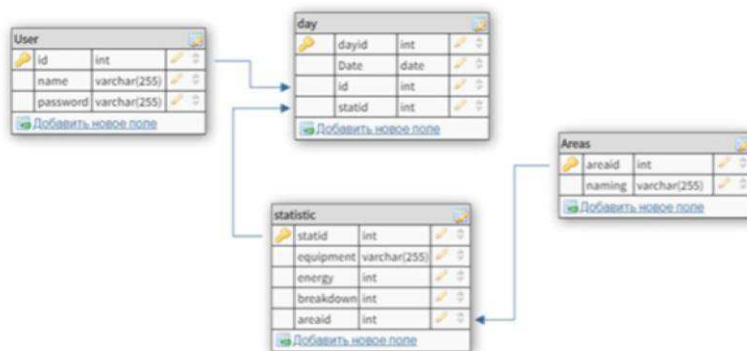 User
id int
name varchar(255)
password varchar(255)
Добавить новое поле
day
dayid int
Date date
id int
statid int
Добавить новое поле
Areas
areaid int
naming varchar(255)
Добавить новое поле
statistic
statid int
equipment varchar(255)
energy int
breakdown int
areaid int
Добавить новое поле